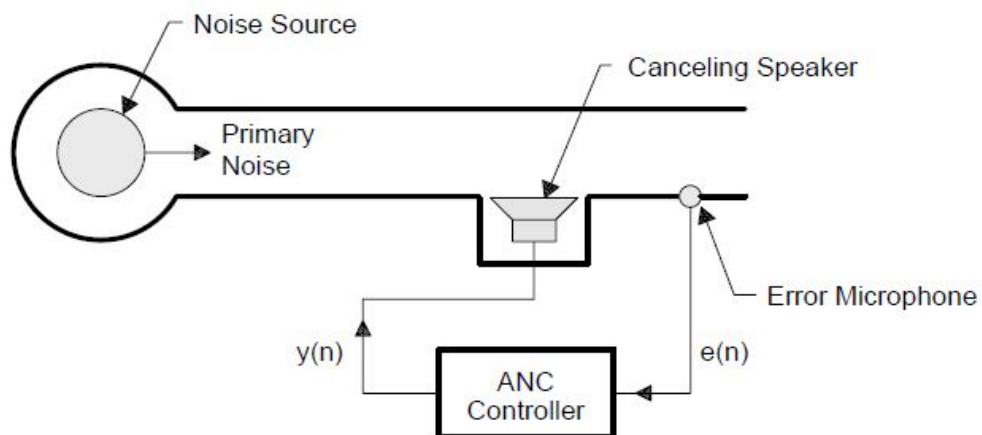 Noise Source
Canceling Speaker
Primary
Noise
Error Microphone
y(n)
e(n)
ANC
Controller